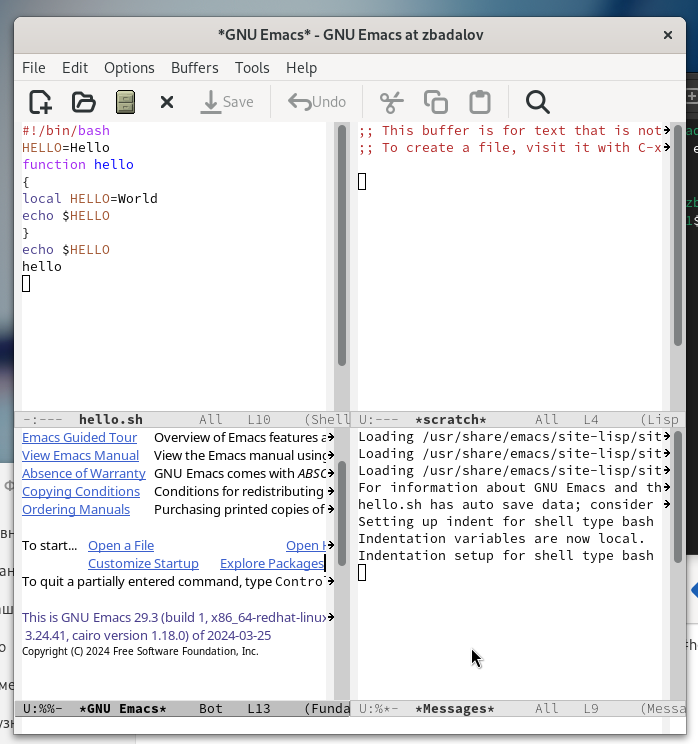 *GNU Emacs* - GNU Emacs at zbadalov
File Edit Options Buffers Tools Help
Save Undo
#!/bin/bash
HELLO=Hello
function hello
{
local HELLO=World
echo $HELLO
}
echo $HELLO
hello
-:--- hello.sh All L10 (Shell
;; This buffer is for text that is not
;; To create a file, visit it with C-x
U:--- *scratch* All L4 (Lisp
Emacs Guided Tour Overview of Emacs features a
View Emacs Manual View the Emacs manual using
Absence of Warranty GNU Emacs comes with ABSO
Copying Conditions Conditions for redistributing
Ordering Manuals Purchasing printed copies of
To start... Open a File Open H
Customize Startup Explore Packages
To quit a partially entered command, type Contro
This is GNU Emacs 29.3 (build 1, x86_64-redhat-linux
3.24.41, cairo version 1.18.0) of 2024-03-25
Copyright (C) 2024 Free Software Foundation, Inc.
U:%%- *GNU Emacs* Bot L13 (Funda
Loading /usr/share/emacs/site-lisp/sit
Loading /usr/share/emacs/site-lisp/sit
Loading /usr/share/emacs/site-lisp/sit
For information about GNU Emacs and th
hello.sh has auto save data; consider
Setting up indent for shell type bash
Indentation variables are now local.
Indentation setup for shell type bash
U:%*- *Messages* All L9 (Messa